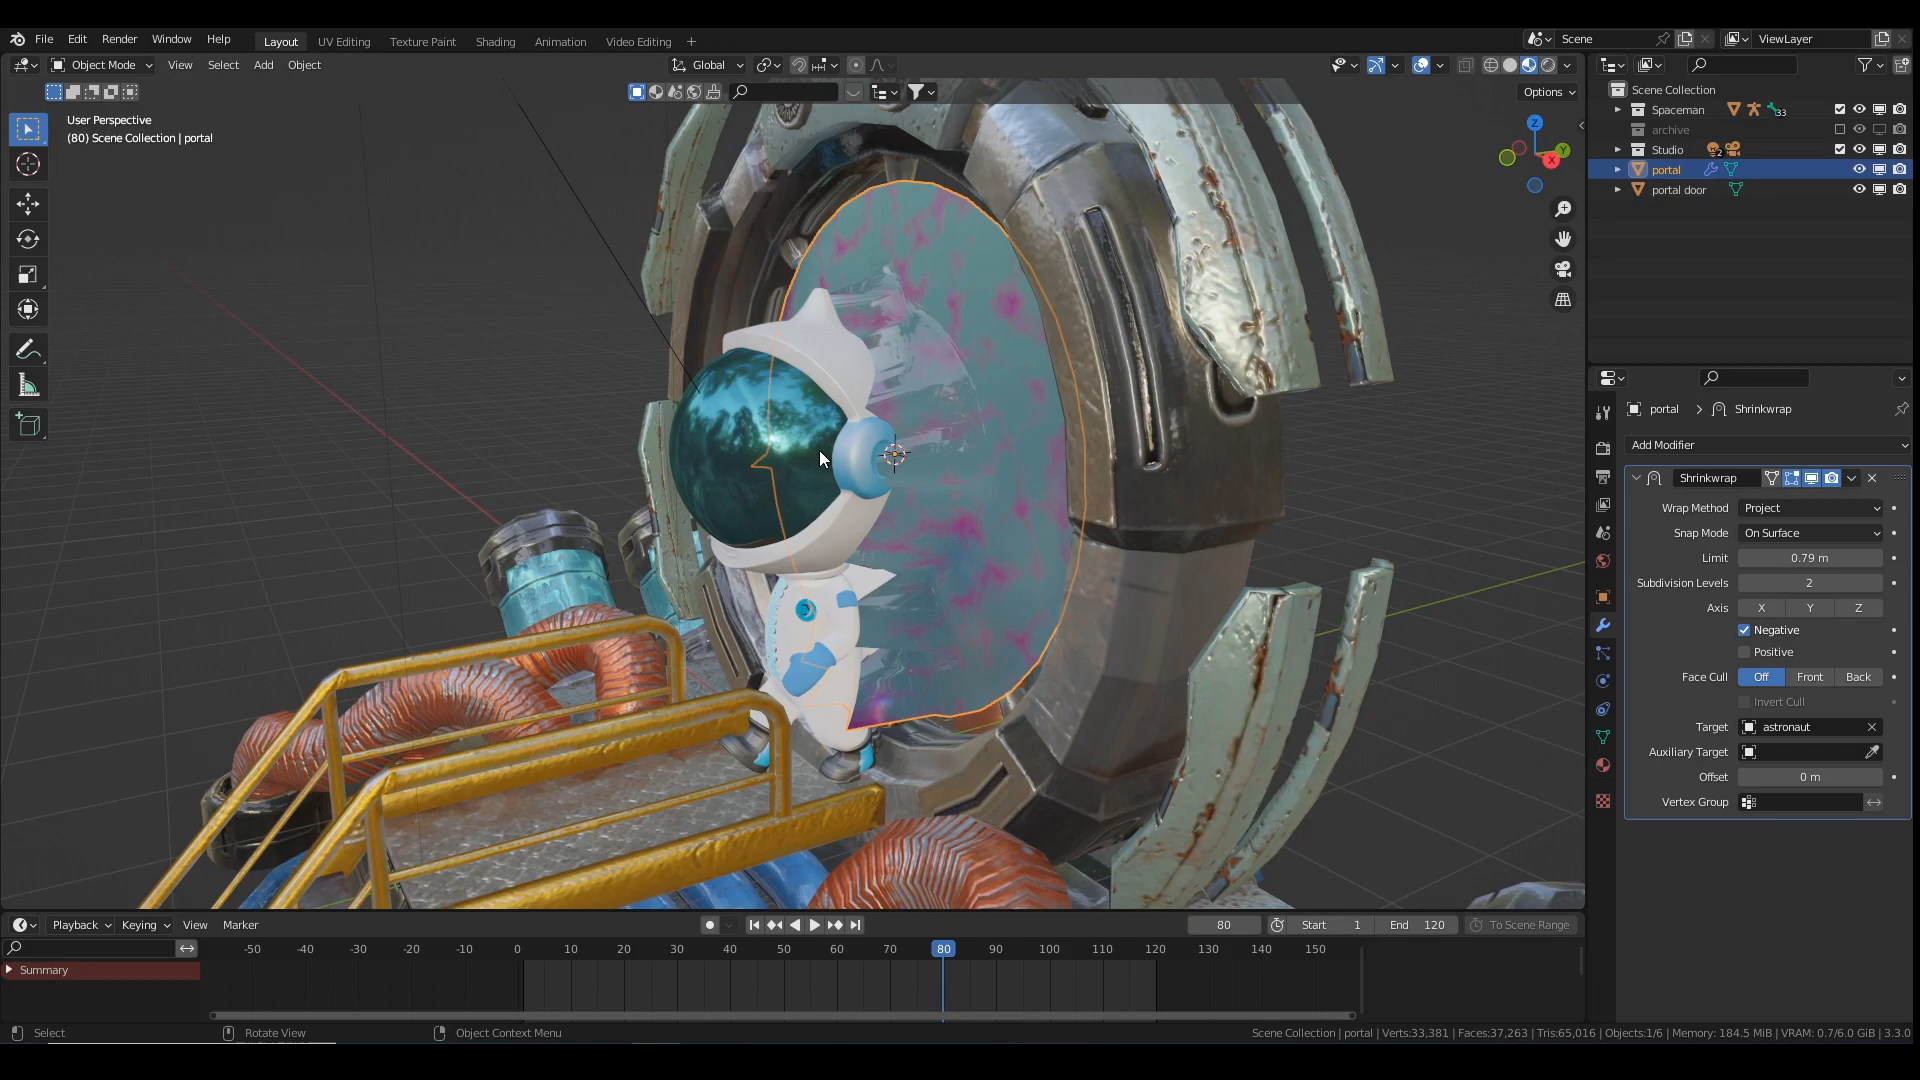 File Edit Render Window Help Layout UV Editing Texture Paint Shading Animation Video Editing + Scene ViewLayer
Object Mode View Select Add Object Global
Options
User Perspective
(80) Scene Collection | portal
Z
Y
X
Scene Collection
Spaceman 33
archive
Studio 2
portal
portal door
portal > Shrinkwrap
Add Modifier
Shrinkwrap
Wrap Method Project
Snap Mode On Surface
Limit 0.79 m
Subdivision Levels 2
Axis X Y Z
Negative
Positive
Face Cull Off Front Back
Invert Cull
Target astronaut
Auxiliary Target
Offset 0 m
Vertex Group
Playback Keying View Marker 80 Start 1 End 120 To Scene Range
-50 -40 -30 -20 -10 0 10 20 30 40 50 60 70 80 90 100 110 120 130 140 150
Summary
Select Rotate View Object Context Menu Scene Collection | portal | Verts:33,381 | Faces:37,263 | Tris:65,016 | Objects:1/6 | Memory: 184.5 MiB | VRAM: 0.7/6.0 GiB | 3.3.0